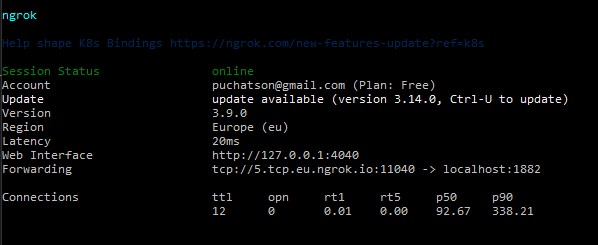 ngrok
Help shape K8s Bindings https://ngrok.com/new-features-update?ref=k8s
Session Status online
Account puchatson@gmail.com (Plan: Free)
Update update available (version 3.14.0, Ctrl-U to update)
Version 3.9.0
Region Europe (eu)
Latency 20ms
Web Interface http://127.0.0.1:4040
Forwarding tcp://5.tcp.eu.ngrok.io:11040 -> localhost:1882
Connections ttl opn rt1 rt5 p50 p90
12 0 0.01 0.00 92.67 338.21